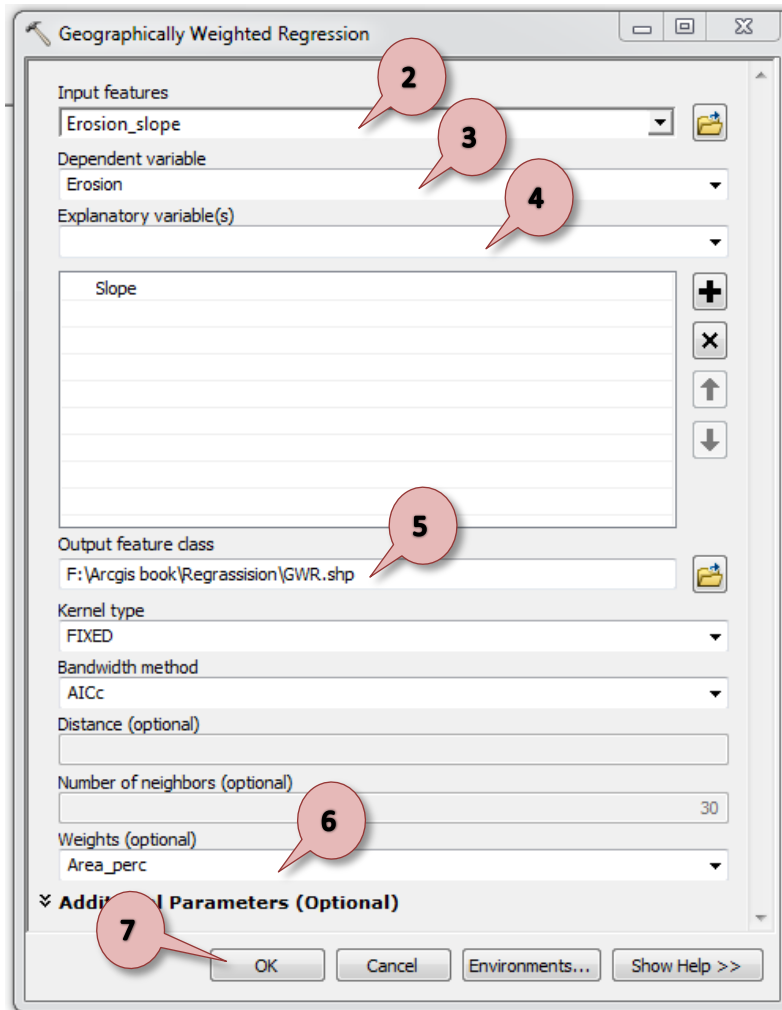 Geographically Weighted Regression
2
Input features
Erosion_slope
3
Dependent variable
Erosion
4
Explanatory variable(s)
Slope
5
Output feature class
F:\Arcgis book\Regrassision\GWR.shp
Kernel type
FIXED
Bandwidth method
AICc
Distance (optional)
Number of neighbors (optional)
30
6
Weights (optional)
Area_perc
Parameters (Optional)
7
OK Cancel Environments... Show Help >>